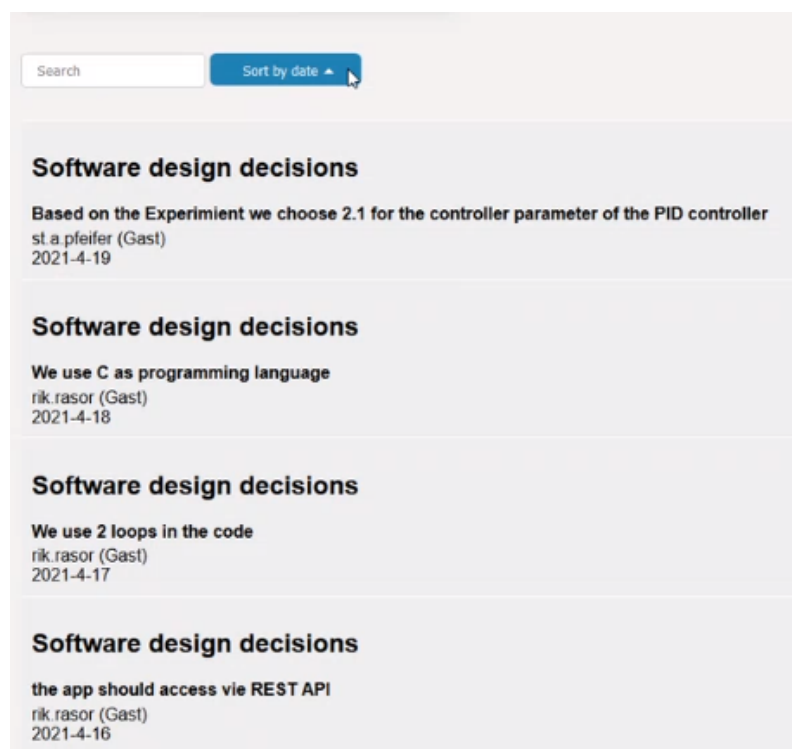 Search
Sort by date
Software design decisions
Based on the Experimient we choose 2.1 for the controller parameter of the PID controller
st.a.pfeifer (Gast)
2021-4-19
Software design decisions
We use C as programming language
rik.rasor (Gast)
2021-4-18
Software design decisions
We use 2 loops in the code
rik.rasor (Gast)
2021-4-17
Software design decisions
the app should access vie REST API
rik.rasor (Gast)
2021-4-16